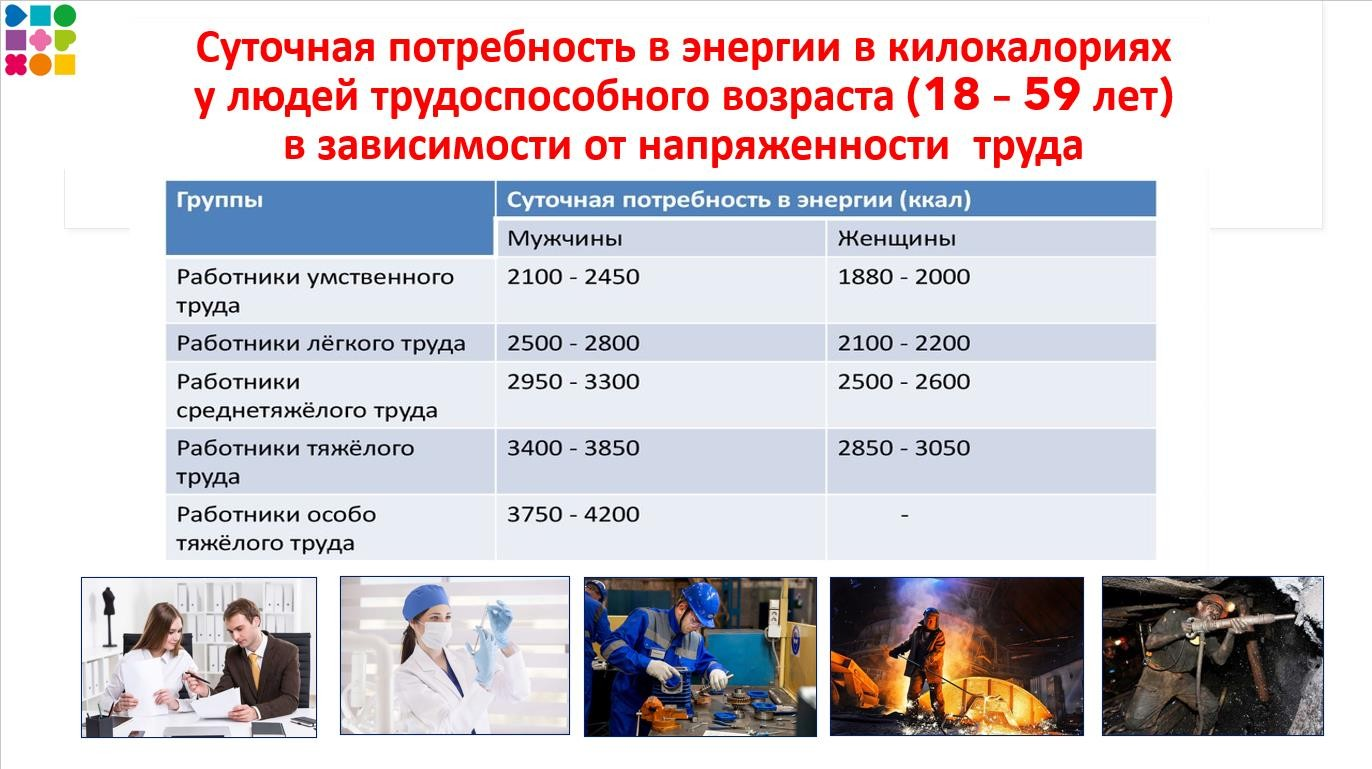 Суточная потребность в энергии в килокалориях
у людей трудоспособного возраста (18 – 59 лет)
в зависимости от напряженности  труда
Группы
Суточная потребность в энергии (ккал)
Мужчины
Женщины
Работники умственного
труда
2100 - 2450
1880 - 2000
Работники лёгкого труда
2500 - 2800
2100 - 2200
Работники
среднетяжёлого труда
2950 - 3300
2500 - 2600
Работники тяжёлого
труда
3400 - 3850
2850 - 3050
Работники особо
тяжёлого труда
3750 - 4200
-